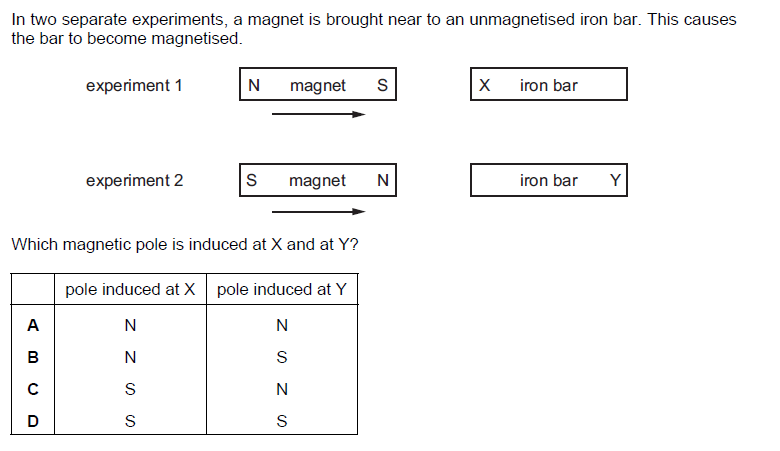 In two separate experiments, a magnet is brought near to an unmagnetised iron bar. This causes
the bar to become magnetised.
experiment 1 N magnet S X iron bar
experiment 2 S magnet N iron bar Y
Which magnetic pole is induced at X and at Y?
pole induced at X pole induced at Y
A N N
B N S
C S N
D S S